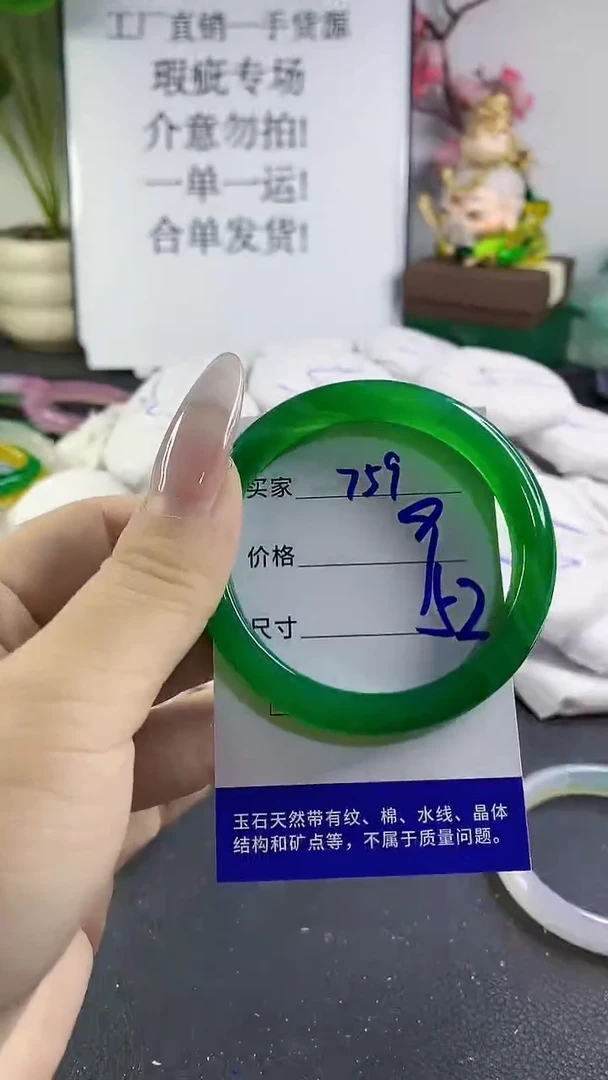 工厂直销一手货源
瑕疵专场
介意勿拍!
一单一运!
合单发货!
买家 759
价格
尺寸 52
玉石天然带有纹、棉、水线、晶体
结构和矿点等，不属于质量问题。